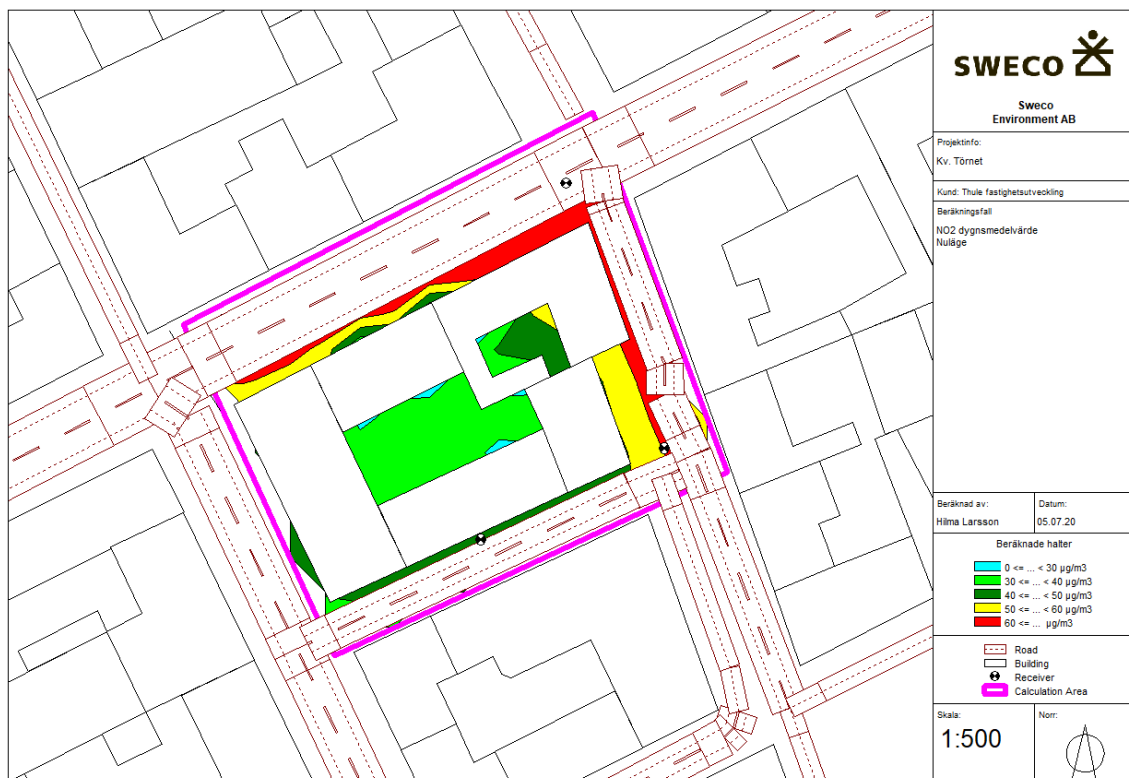 SWECO
Sweco
Environment AB
Projektinfo:
Kv. Törnet
Kund: Thule fastighetsutveckling
Beräkningsfall
NO2 dygnsmedelvärde
Nuläge
Beräknad av:
Hilma Larsson
Datum:
05.07.20
Beräknade halter
0 <= ... < 30 µg/m3
30 <= ... < 40 µg/m3
40 <= ... < 50 µg/m3
50 <= ... < 60 µg/m3
60 <= ... µg/m3
Road
Building
Receiver
Calculation Area
Skala:
1:500
Norr: